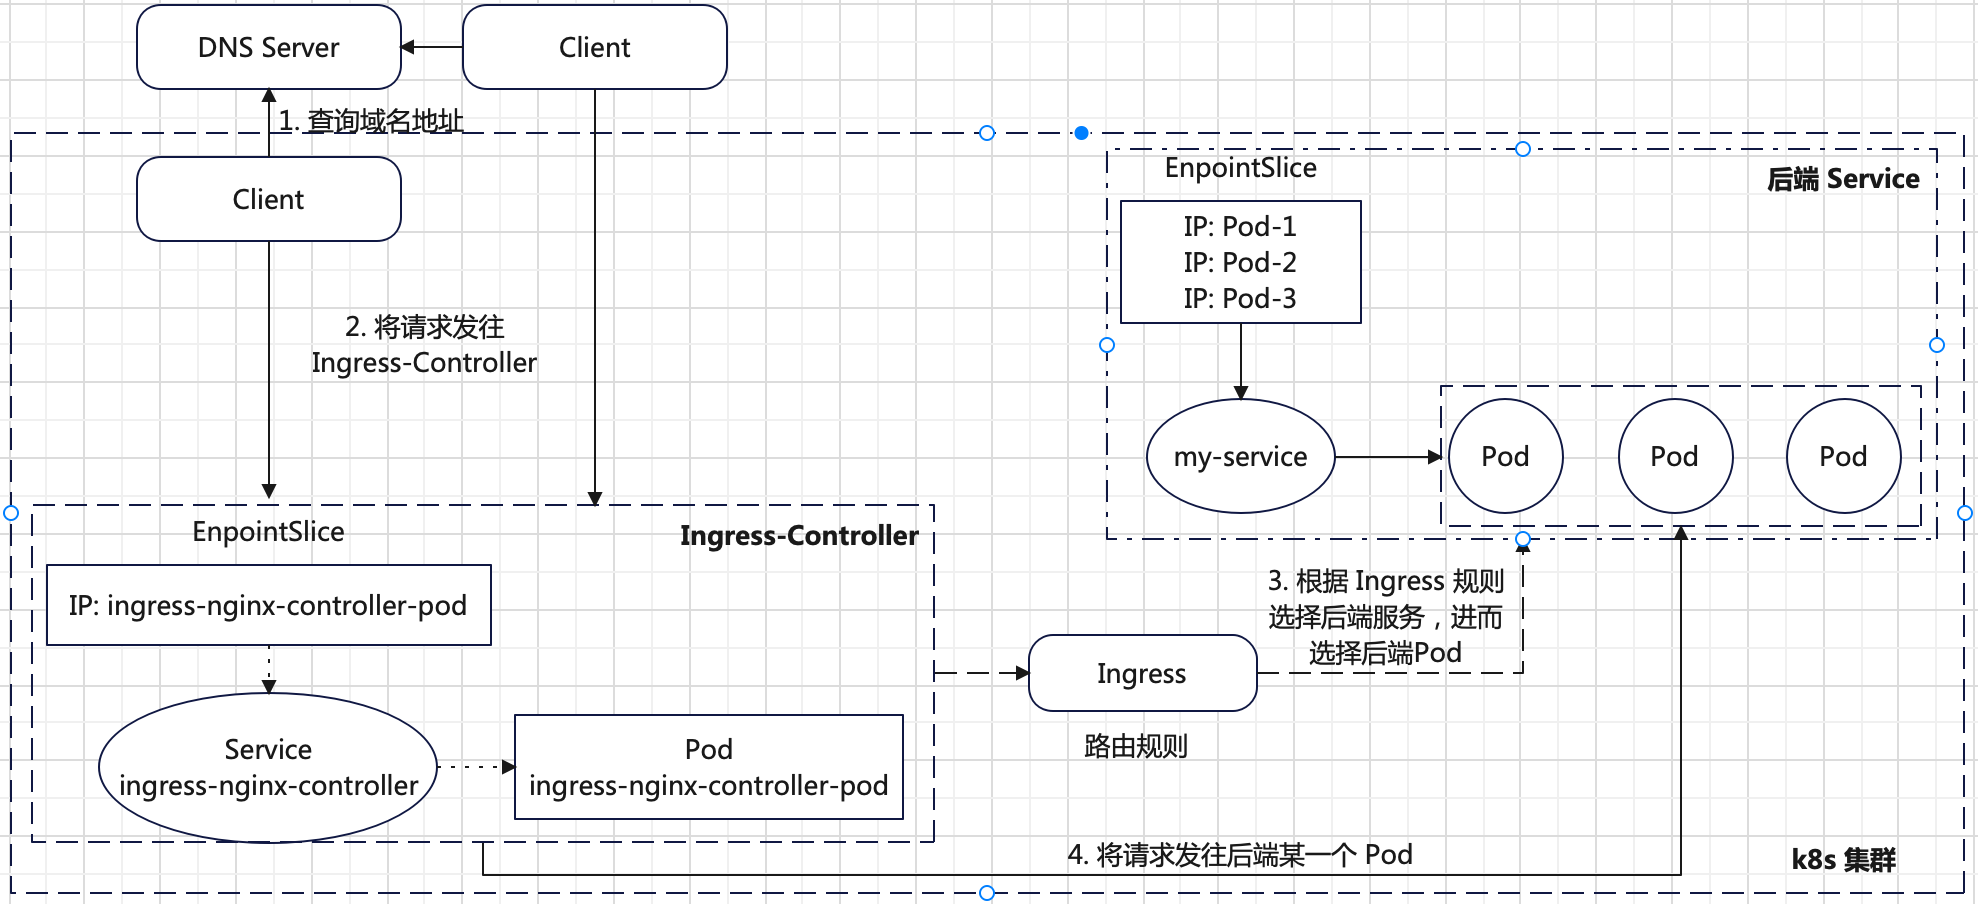 DNS Server
Client
1. 查询域名地址
Client
2. 将请求发往
Ingress-Controller
EnpointSlice
后端 Service
IP: Pod-1
IP: Pod-2
IP: Pod-3
my-service
Pod
Pod
Pod
EnpointSlice
Ingress-Controller
IP: ingress-nginx-controller-pod
Service
ingress-nginx-controller
Pod
ingress-nginx-controller-pod
Ingress
路由规则
3. 根据 Ingress 规则
选择后端服务，进而
选择后端Pod
4. 将请求发往后端某一个 Pod
k8s 集群